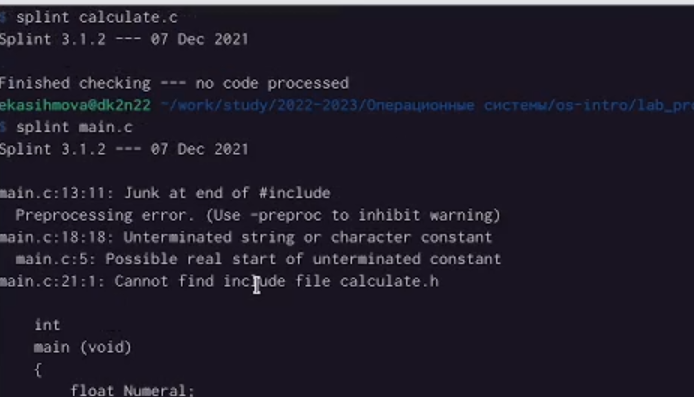 $ splint calculate.c
Splint 3.1.2 --- 07 Dec 2021
Finished checking --- no code processed
ekasihmova@dk2n22 ~/work/study/2022-2023/Операционные системы/os-intro/lab_pr
$ splint main.c
Splint 3.1.2 --- 07 Dec 2021
main.c:13:11: Junk at end of #include
Preprocessing error. (Use -preproc to inhibit warning)
main.c:18:18: Unterminated string or character constant
main.c:5: Possible real start of unterminated constant
main.c:21:1: Cannot find include file calculate.h
int
main (void)
{
float Numeral;